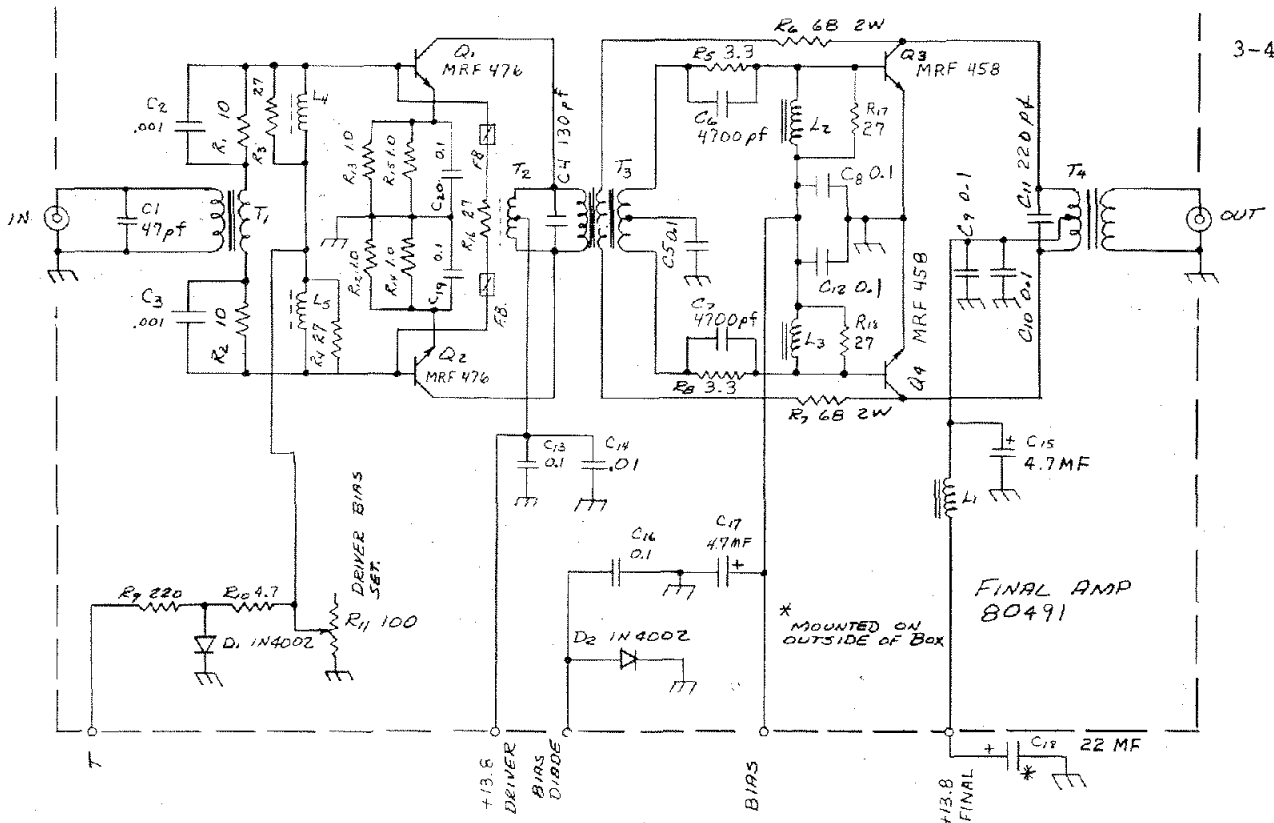 3-4
R6 68 2W
Q1
MRF 476
R5 3.3
Q3
MRF 458
C2
.001
R1 10
R3 27
L4
C6
4700pf
L2
R17
27
R13 1.0
R15 1.0
C20 0.1
F.B.
T2
C4 130pf
T3
C8 0.1
C9 0.1
C11 220pf
T4
IN
C1
47pf
T1
R16 27
C5 0.1
OUT
R12 1.0
R14 1.0
C19 0.1
C12 0.1
MRF 458
C10 0.1
C3
.001
R2 10
L5
R4 27
F.B.
C7
4700pf
L3
R18
27
Q2
MRF 476
R8 3.3
Q4
R7 68 2W
C13
0.1
C14
.01
+ C15
4.7MF
L1
DRIVER BIAS
SET.
C16
0.1
C17
4.7MF
+
R9 220
R10 4.7
R11 100
D1 1N4002
D2 1N4002
*
MOUNTED ON
OUTSIDE OF BOX
FINAL AMP
80491
T
+13.8
DRIVER
BIAS
DIODE
BIAS
+13.8
FINAL
+ C18
*
22 MF